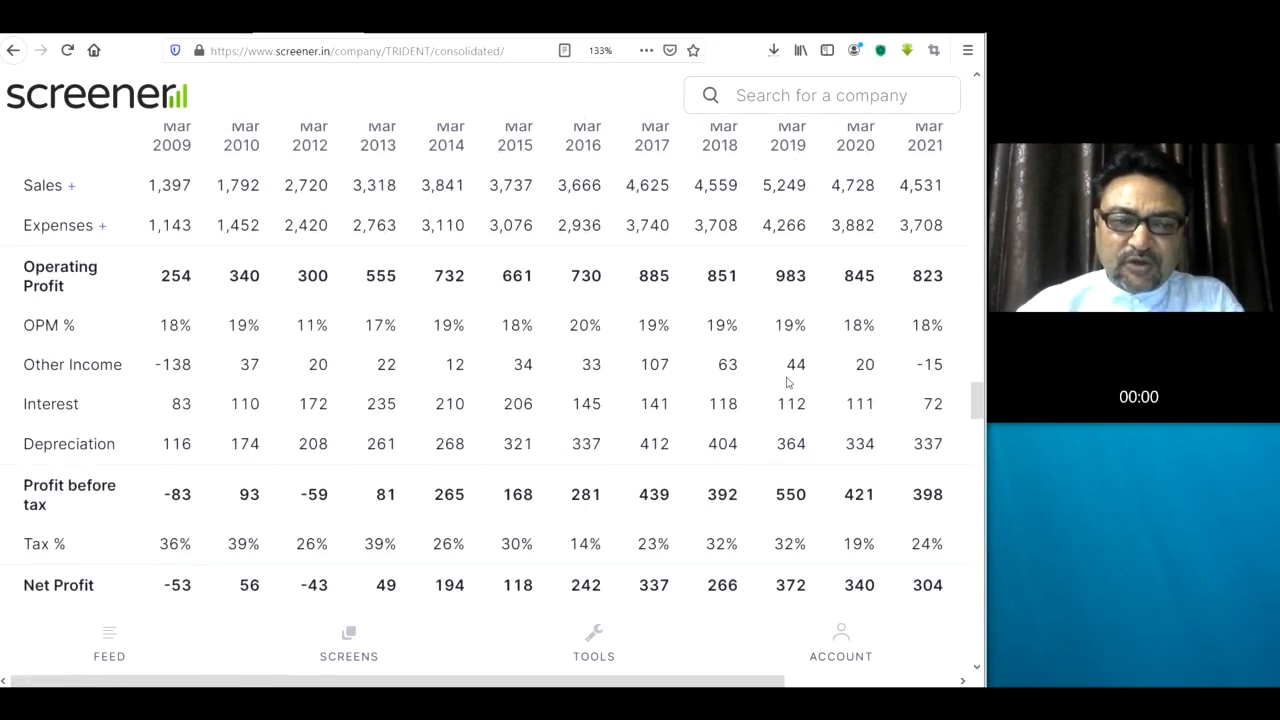 https://www.screener.in/company/TRIDENT/consolidated/ 133%
screener Search for a company
Mar Mar Mar Mar Mar Mar Mar Mar Mar Mar Mar Mar
2009 2010 2012 2013 2014 2015 2016 2017 2018 2019 2020 2021
Sales + 1,397 1,792 2,720 3,318 3,841 3,737 3,666 4,625 4,559 5,249 4,728 4,531
Expenses + 1,143 1,452 2,420 2,763 3,110 3,076 2,936 3,740 3,708 4,266 3,882 3,708
Operating
Profit 254 340 300 555 732 661 730 885 851 983 845 823
OPM % 18% 19% 11% 17% 19% 18% 20% 19% 19% 19% 18% 18%
Other Income -138 37 20 22 12 34 33 107 63 44 20 -15
Interest 83 110 172 235 210 206 145 141 118 112 111 72
Depreciation 116 174 208 261 268 321 337 412 404 364 334 337
Profit before
tax -83 93 -59 81 265 168 281 439 392 550 421 398
Tax % 36% 39% 26% 39% 26% 30% 14% 23% 32% 32% 19% 24%
Net Profit -53 56 -43 49 194 118 242 337 266 372 340 304
FEED SCREENS TOOLS ACCOUNT
00:00